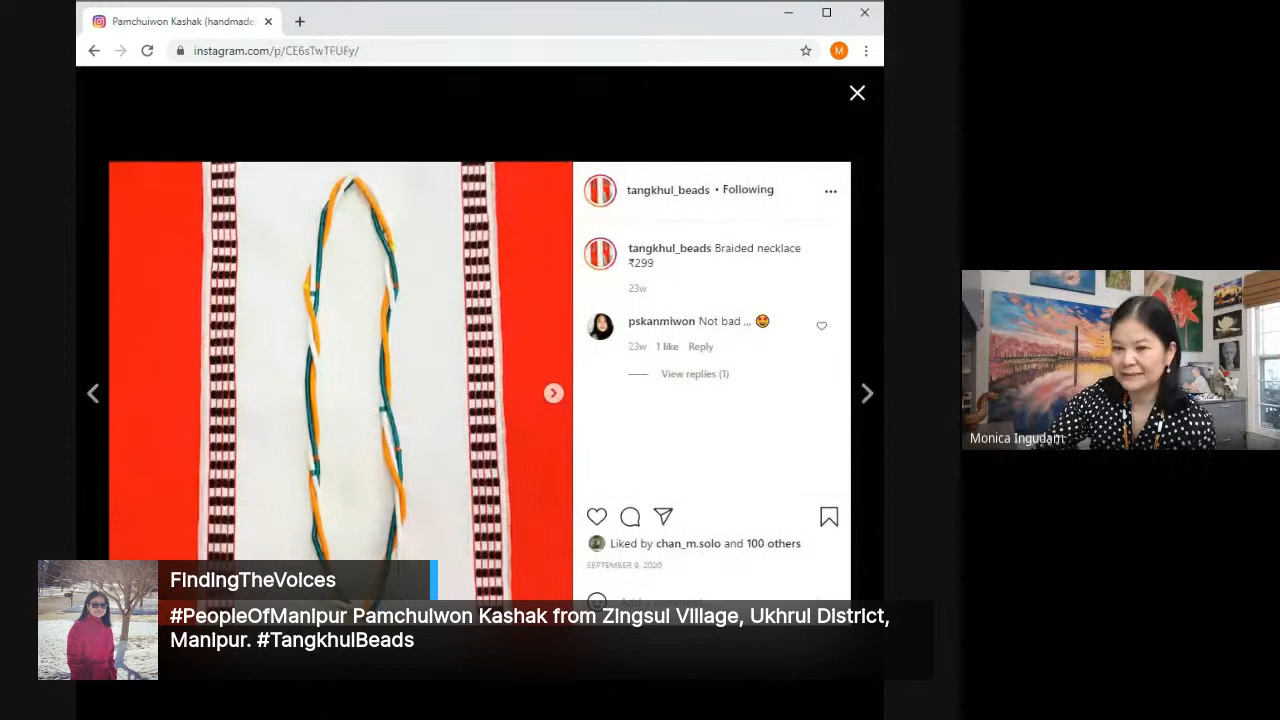 Pamchuiwon Kashak (handmade
instagram.com/p/CE6sTwTFUFy/
M
tangkhul_beads • Following
tangkhul_beads Braided necklace
₹299
23w
pskanmiwon Not bad ,,, 🤩
23w 1 like Reply
View replies (1)
Liked by chan_m.solo and 100 others
SEPTEMBER 9, 2020
Monica Ingudam
FindingTheVoices
#PeopleOfManipur Pamchuiwon Kashak from Zingsui Village, Ukhrul District,
Manipur. #TangkhulBeads